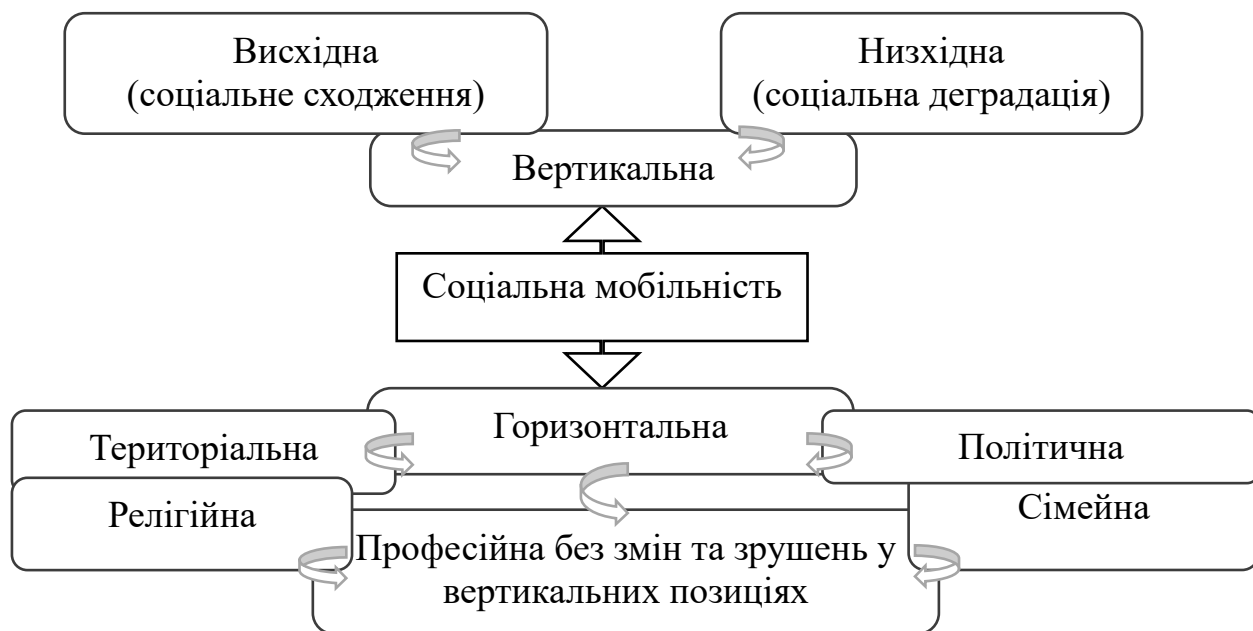 Висхідна
(соціальне сходження)
Низхідна
(соціальна деградація)
Вертикальна
Соціальна мобільність
Горизонтальна
Територіальна
Політична
Релігійна
Сімейна
Професійна без змін та зрушень у
вертикальних позиціях